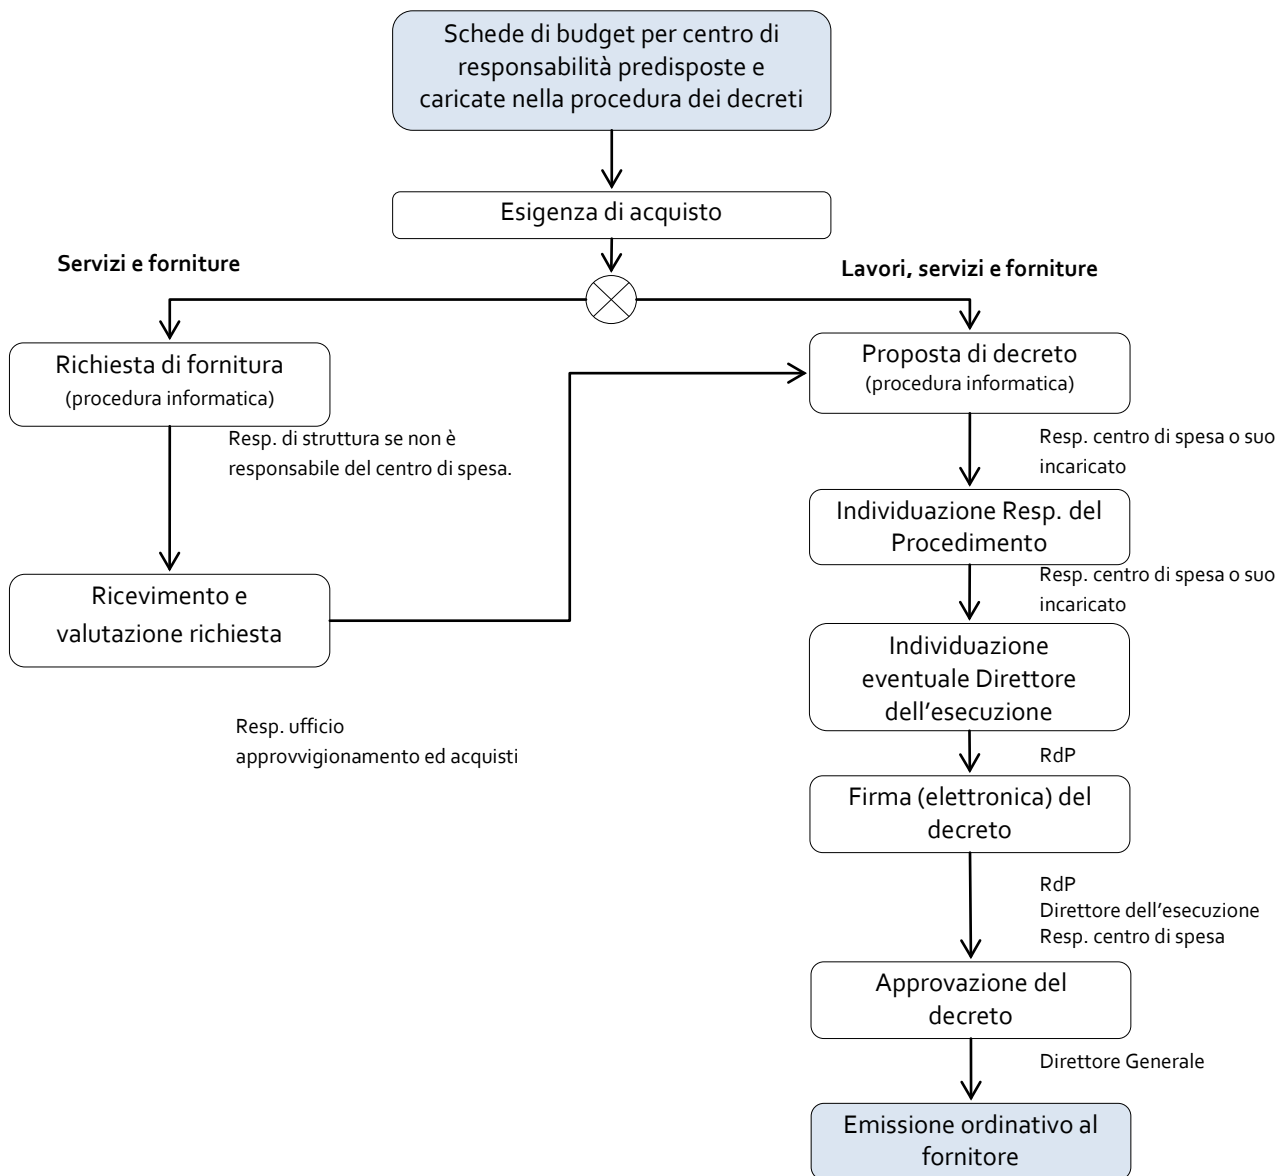 Schede di budget per centro di
responsabilità predisposte e
caricate nella procedura dei decreti
Esigenza di acquisto
Servizi e forniture
Lavori, servizi e forniture
Richiesta di fornitura
(procedura informatica)
Resp. di struttura se non è
responsabile del centro di spesa.
Ricevimento e
valutazione richiesta
Resp. ufficio
approvvigionamento ed acquisti
Proposta di decreto
(procedura informatica)
Resp. centro di spesa o suo
incaricato
Individuazione Resp. del
Procedimento
Resp. centro di spesa o suo
incaricato
Individuazione
eventuale Direttore
dell’esecuzione
RdP
Firma (elettronica) del
decreto
RdP
Direttore dell’esecuzione
Resp. centro di spesa
Approvazione del
decreto
Direttore Generale
Emissione ordinativo al
fornitore